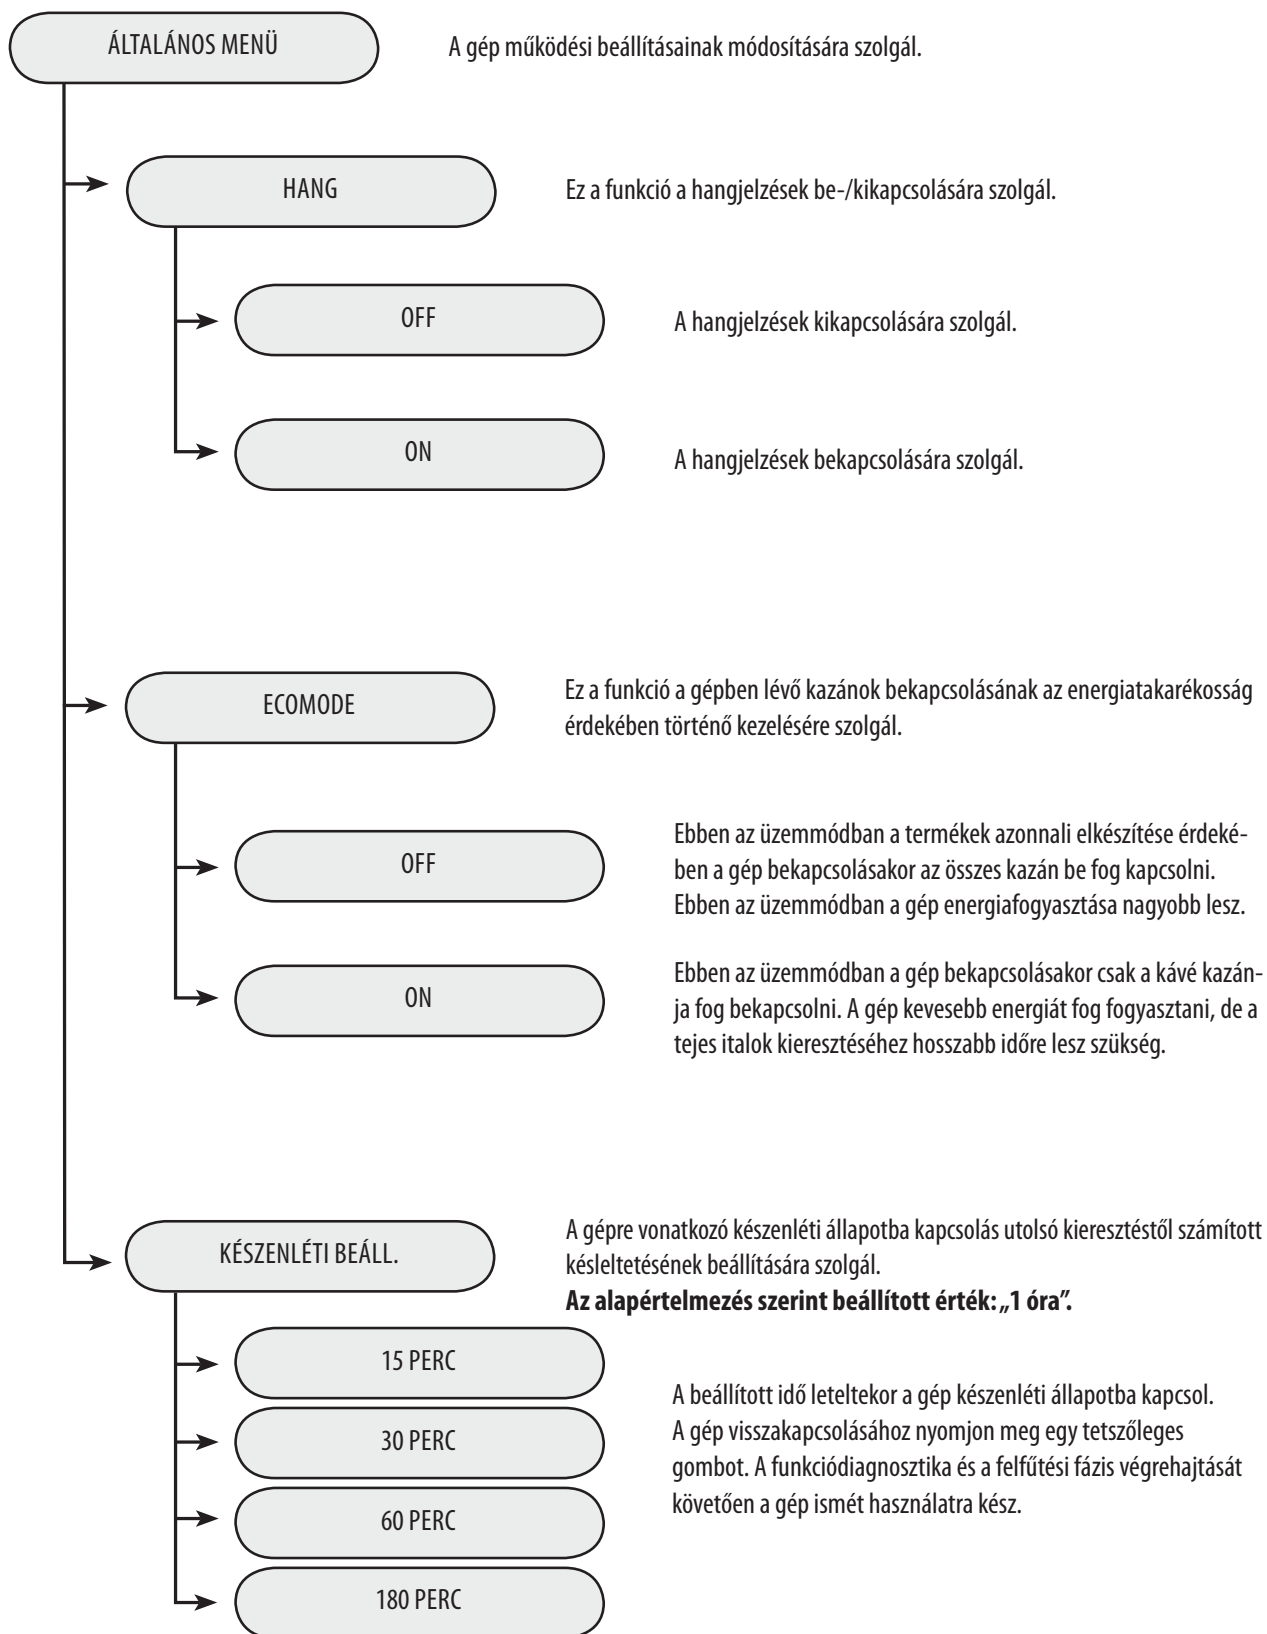 ÁLTALÁNOS MENÜ
A gép működési beállításainak módosítására szolgál.
HANG
Ez a funkció a hangjelzések be-/kikapcsolására szolgál.
OFF
A hangjelzések kikapcsolására szolgál.
ON
A hangjelzések bekapcsolására szolgál.
ECOMODE
Ez a funkció a gépben lévő kazánok bekapcsolásának az energiatakarékosság
érdekében történő kezelésére szolgál.
OFF
Ebben az üzemmódban a termékek azonnali elkészítése érdeké-
ben a gép bekapcsolásakor az összes kazán be fog kapcsolni.
Ebben az üzemmódban a gép energiafogyasztása nagyobb lesz.
ON
Ebben az üzemmódban a gép bekapcsolásakor csak a kávé kazán-
ja fog bekapcsolni. A gép kevesebb energiát fog fogyasztani, de a
tejes italok kieresztéséhez hosszabb időre lesz szükség.
KÉSZENLÉTI BEÁLL.
A gépre vonatkozó készenléti állapotba kapcsolás utolsó kieresztéstől számított
késleltetésének beállítására szolgál.
Az alapértelmezés szerint beállított érték: „1 óra”.
15 PERC
30 PERC
60 PERC
180 PERC
A beállított idő leteltekor a gép készenléti állapotba kapcsol.
A gép visszakapcsolásához nyomjon meg egy tetszőleges
gombot. A funkciódiagnosztika és a felfűtési fázis végrehajtását
követően a gép ismét használatra kész.